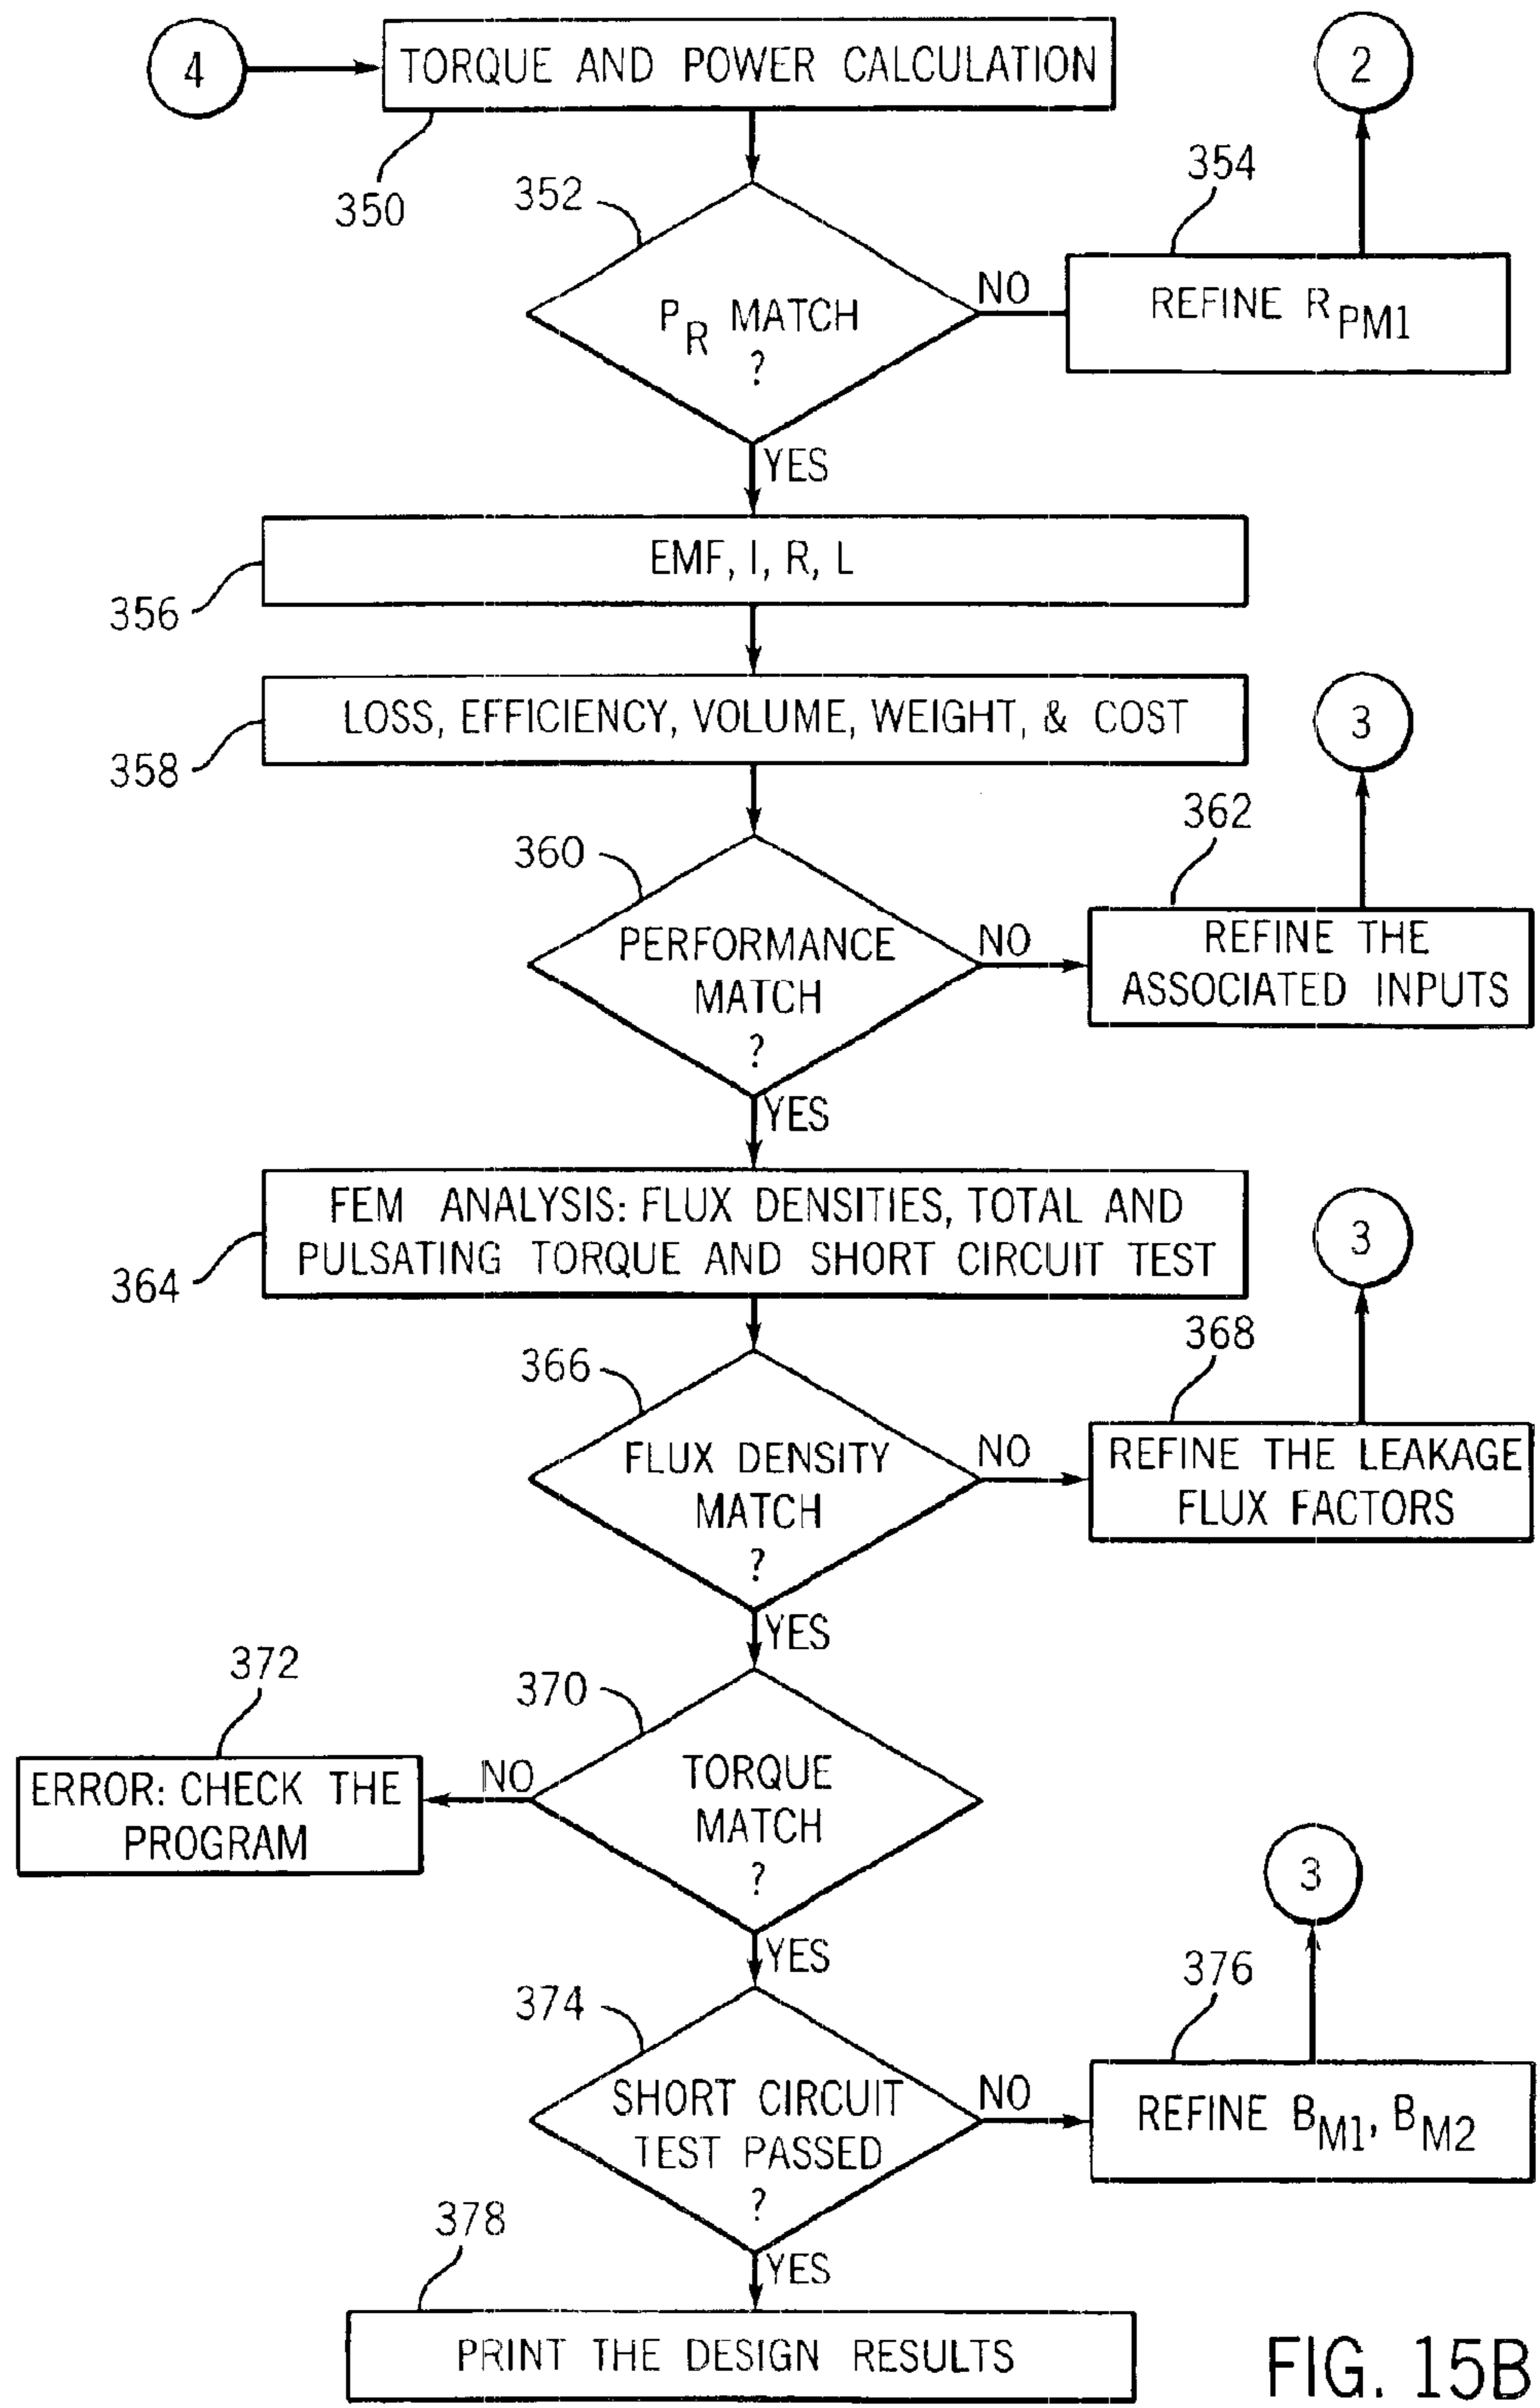 4
TORQUE AND POWER CALCULATION
2
350
352
354
P_R MATCH
?
NO
REFINE R_PM1
YES
EMF, I, R, L
356
LOSS, EFFICIENCY, VOLUME, WEIGHT, & COST
358
3
360
362
PERFORMANCE
MATCH
?
NO
REFINE THE
ASSOCIATED INPUTS
YES
FEM ANALYSIS: FLUX DENSITIES, TOTAL AND
PULSATING TORQUE AND SHORT CIRCUIT TEST
364
3
366
368
FLUX DENSITY
MATCH
?
NO
REFINE THE LEAKAGE
FLUX FACTORS
YES
372
370
ERROR: CHECK THE
PROGRAM
NO
TORQUE
MATCH
?
3
YES
374
376
SHORT CIRCUIT
TEST PASSED
?
NO
REFINE B_M1, B_M2
378
YES
PRINT THE DESIGN RESULTS
FIG. 15B